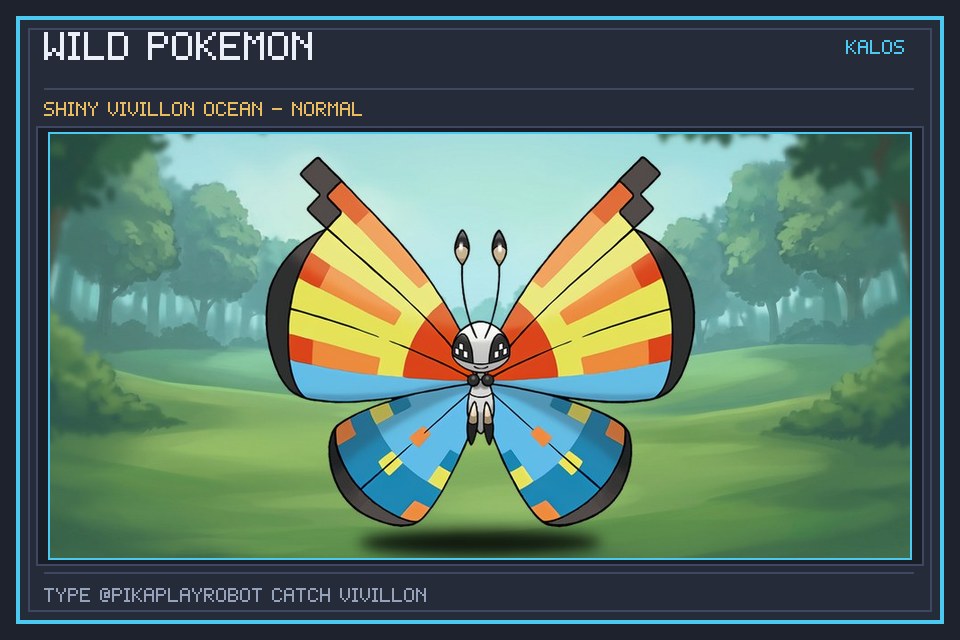 WILD POKEMON
KALOS
SHINY VIVILLON OCEAN - NORMAL
TYPE @PIKAPLAYROBOT CATCH VIVILLON